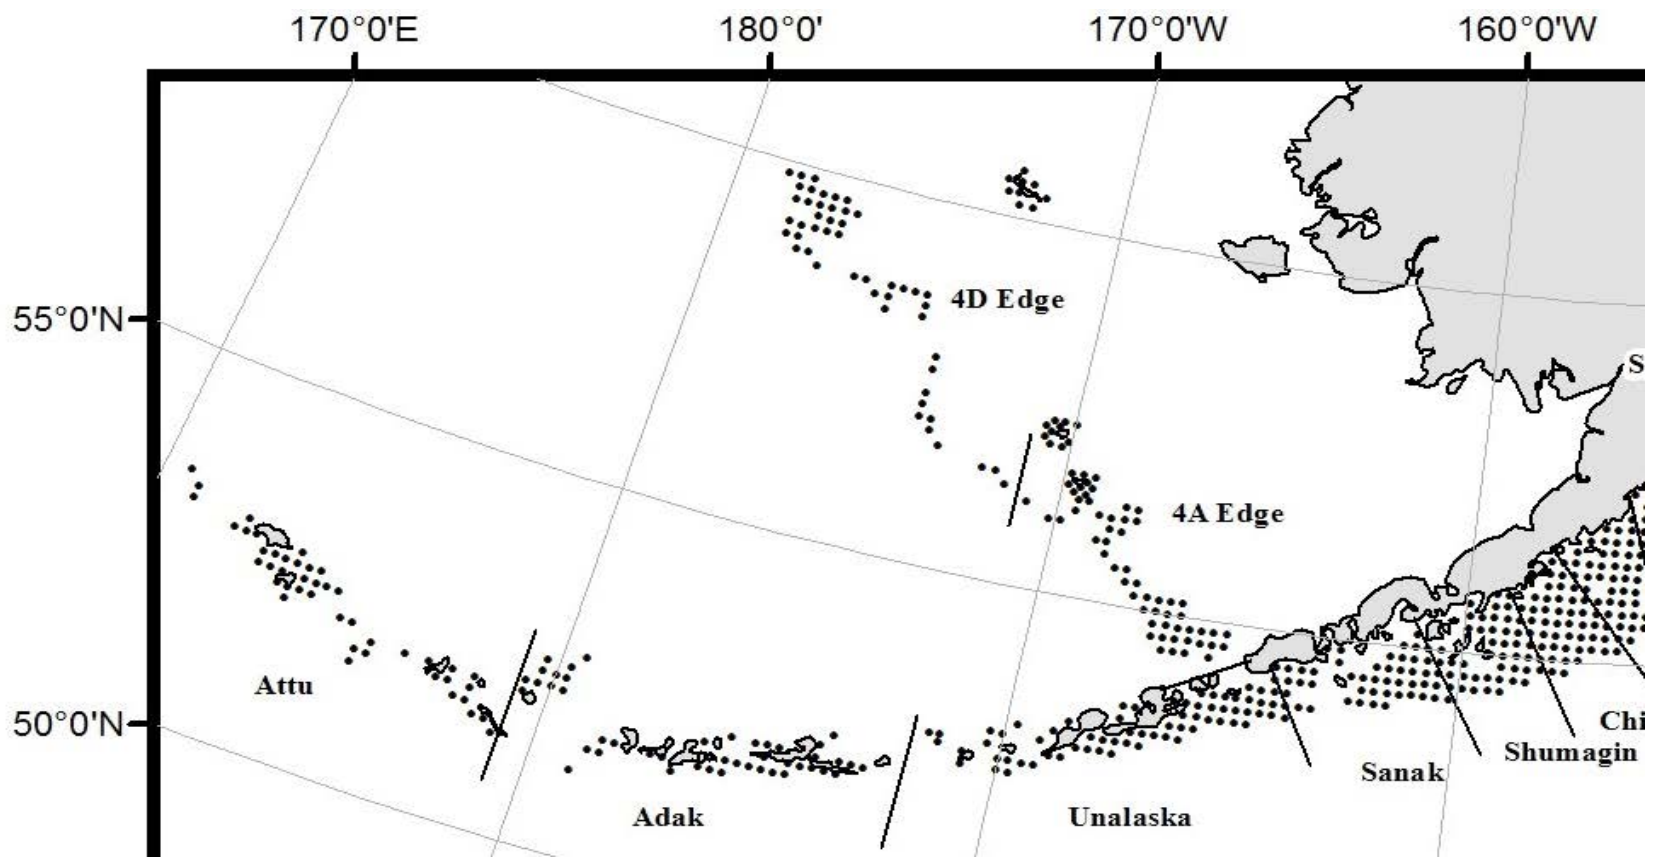 170°0'E 180°0' 170°0'W 160°0'W
4D Edge
55°0'N
S
4A Edge
Attu
50°0'N
Chi
Shumagin
Sanak
Adak Unalaska